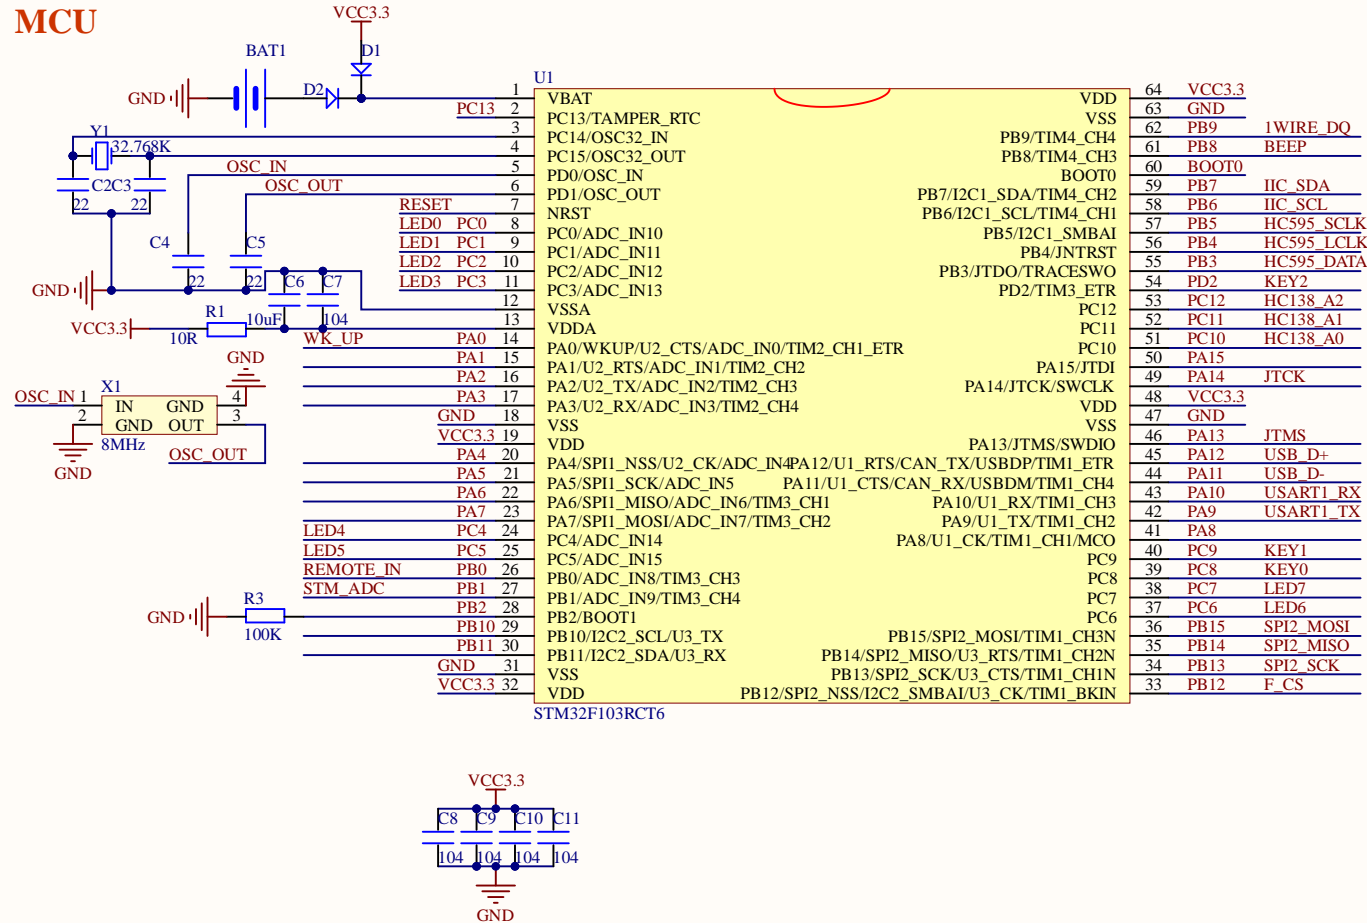 MCU
VCC3.3
BAT1
D1
GND
D2
U1
1 VBAT
PC13 2 PC13/TAMPER_RTC
3 PC14/OSC32_IN
4 PC15/OSC32_OUT
OSC_IN 5 PD0/OSC_IN
OSC_OUT 6 PD1/OSC_OUT
RESET 7 NRST
LED0 PC0 8 PC0/ADC_IN10
LED1 PC1 9 PC1/ADC_IN11
LED2 PC2 10 PC2/ADC_IN12
LED3 PC3 11 PC3/ADC_IN13
12 VSSA
13 VDDA
WK_UP PA0 14 PA0/WKUP/U2_CTS/ADC_IN0/TIM2_CH1_ETR
PA1 15 PA1/U2_RTS/ADC_IN1/TIM2_CH2
PA2 16 PA2/U2_TX/ADC_IN2/TIM2_CH3
PA3 17 PA3/U2_RX/ADC_IN3/TIM2_CH4
GND 18 VSS
VCC3.3 19 VDD
PA4 20 PA4/SPI1_NSS/U2_CK/ADC_IN4
PA5 21 PA5/SPI1_SCK/ADC_IN5
PA6 22 PA6/SPI1_MISO/ADC_IN6/TIM3_CH1
PA7 23 PA7/SPI1_MOSI/ADC_IN7/TIM3_CH2
LED4 PC4 24 PC4/ADC_IN14
LED5 PC5 25 PC5/ADC_IN15
REMOTE_IN PB0 26 PB0/ADC_IN8/TIM3_CH3
STM_ADC PB1 27 PB1/ADC_IN9/TIM3_CH4
PB2 28 PB2/BOOT1
PB10 29 PB10/I2C2_SCL/U3_TX
PB11 30 PB11/I2C2_SDA/U3_RX
GND 31 VSS
VCC3.3 32 VDD
STM32F103RCT6
VDD 64 VCC3.3
VSS 63 GND
PB9/TIM4_CH4 62 PB9 1WIRE_DQ
PB8/TIM4_CH3 61 PB8 BEEP
BOOT0 60 BOOT0
PB7/I2C1_SDA/TIM4_CH2 59 PB7 IIC_SDA
PB6/I2C1_SCL/TIM4_CH1 58 PB6 IIC_SCL
PB5/I2C1_SMBAI 57 PB5 HC595_SCLK
PB4/JNTRST 56 PB4 HC595_LCLK
PB3/JTDO/TRACESWO 55 PB3 HC595_DATA
PD2/TIM3_ETR 54 PD2 KEY2
PC12 53 PC12 HC138_A2
PC11 52 PC11 HC138_A1
PC10 51 PC10 HC138_A0
PA15/JTDI 50 PA15
PA14/JTCK/SWCLK 49 PA14 JTCK
VDD 48 VCC3.3
VSS 47 GND
PA13/JTMS/SWDIO 46 PA13 JTMS
PA12/U1_RTS/CAN_TX/USBDP/TIM1_ETR 45 PA12 USB_D+
PA11/U1_CTS/CAN_RX/USBDM/TIM1_CH4 44 PA11 USB_D-
PA10/U1_RX/TIM1_CH3 43 PA10 USART1_RX
PA9/U1_TX/TIM1_CH2 42 PA9 USART1_TX
PA8/U1_CK/TIM1_CH1/MCO 41 PA8
PC9 40 PC9 KEY1
PC8 39 PC8 KEY0
PC7 38 PC7 LED7
PC6 37 PC6 LED6
PB15/SPI2_MOSI/TIM1_CH3N 36 PB15 SPI2_MOSI
PB14/SPI2_MISO/U3_RTS/TIM1_CH2N 35 PB14 SPI2_MISO
PB13/SPI2_SCK/U3_CTS/TIM1_CH1N 34 PB13 SPI2_SCK
PB12/SPI2_NSS/I2C2_SMBAI/U3_CK/TIM1_BKIN 33 PB12 F_CS
Y1
32.768K
C2 C3
22 22
C4 C5
22 22
C6 C7
GND
10uF 104
VCC3.3 R1
10R
GND
X1
OSC_IN 1 IN GND 4
2 GND OUT 3
8MHz
OSC_OUT
GND
R3
GND
100K
VCC3.3
C8 C9 C10 C11
104 104 104 104
GND